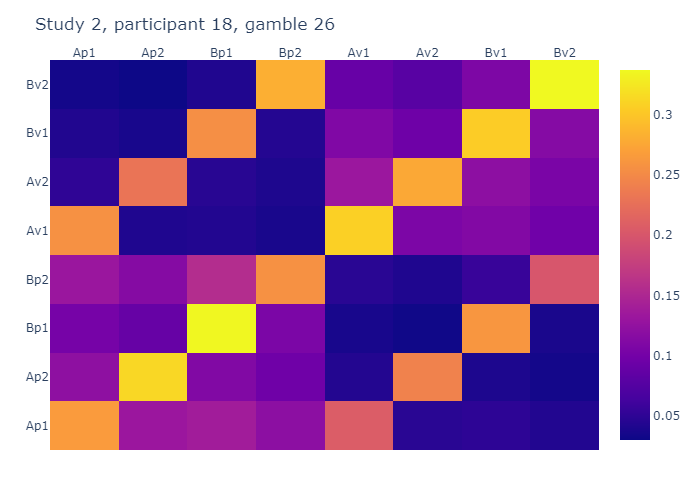 Study 2, participant 18, gamble 26
Ap1 Ap2 Bp1 Bp2 Av1 Av2 Bv1 Bv2
Bv2
Bv1
Av2
Av1
Bp2
Bp1
Ap2
Ap1
0.3
0.25
0.2
0.15
0.1
0.05